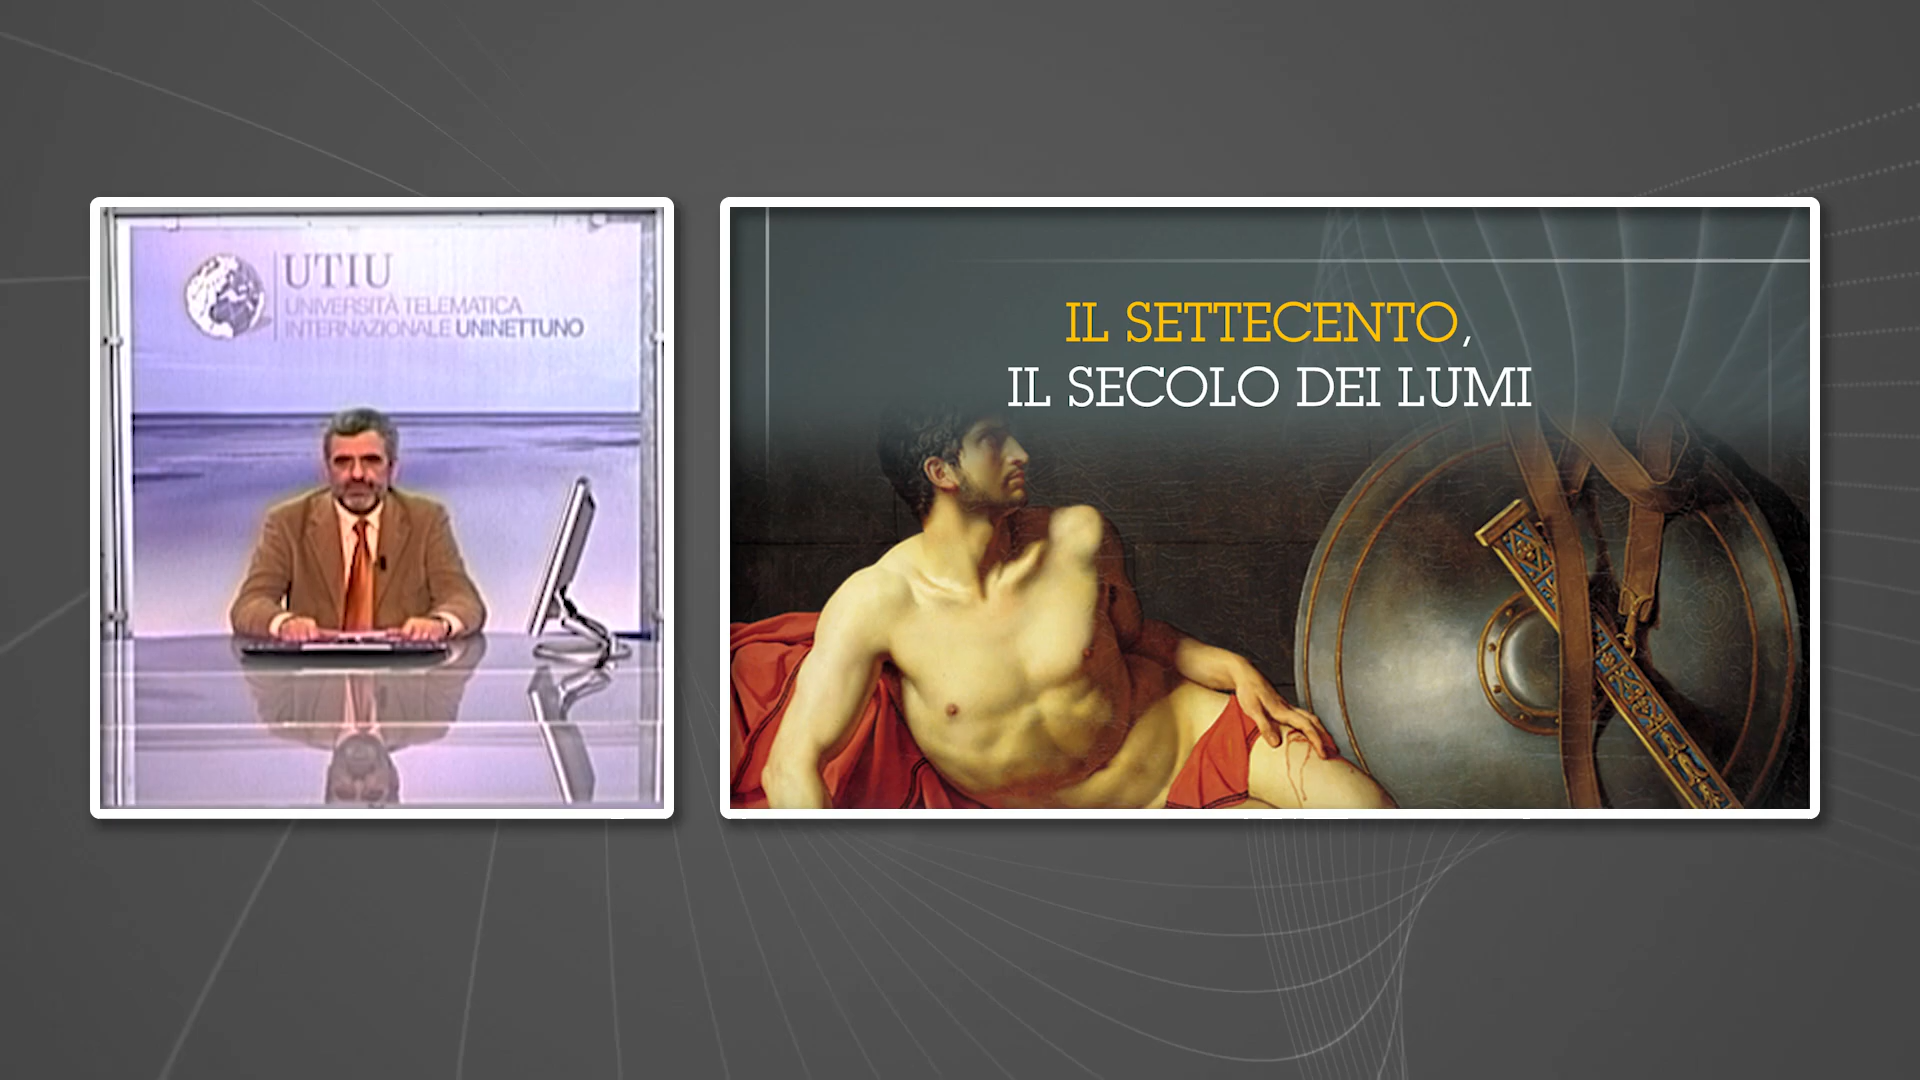 UTIU
UNIVERSITÀ TELEMATICA
INTERNAZIONALE UNINETTUNO
IL SETTECENTO,
IL SECOLO DEI LUMI